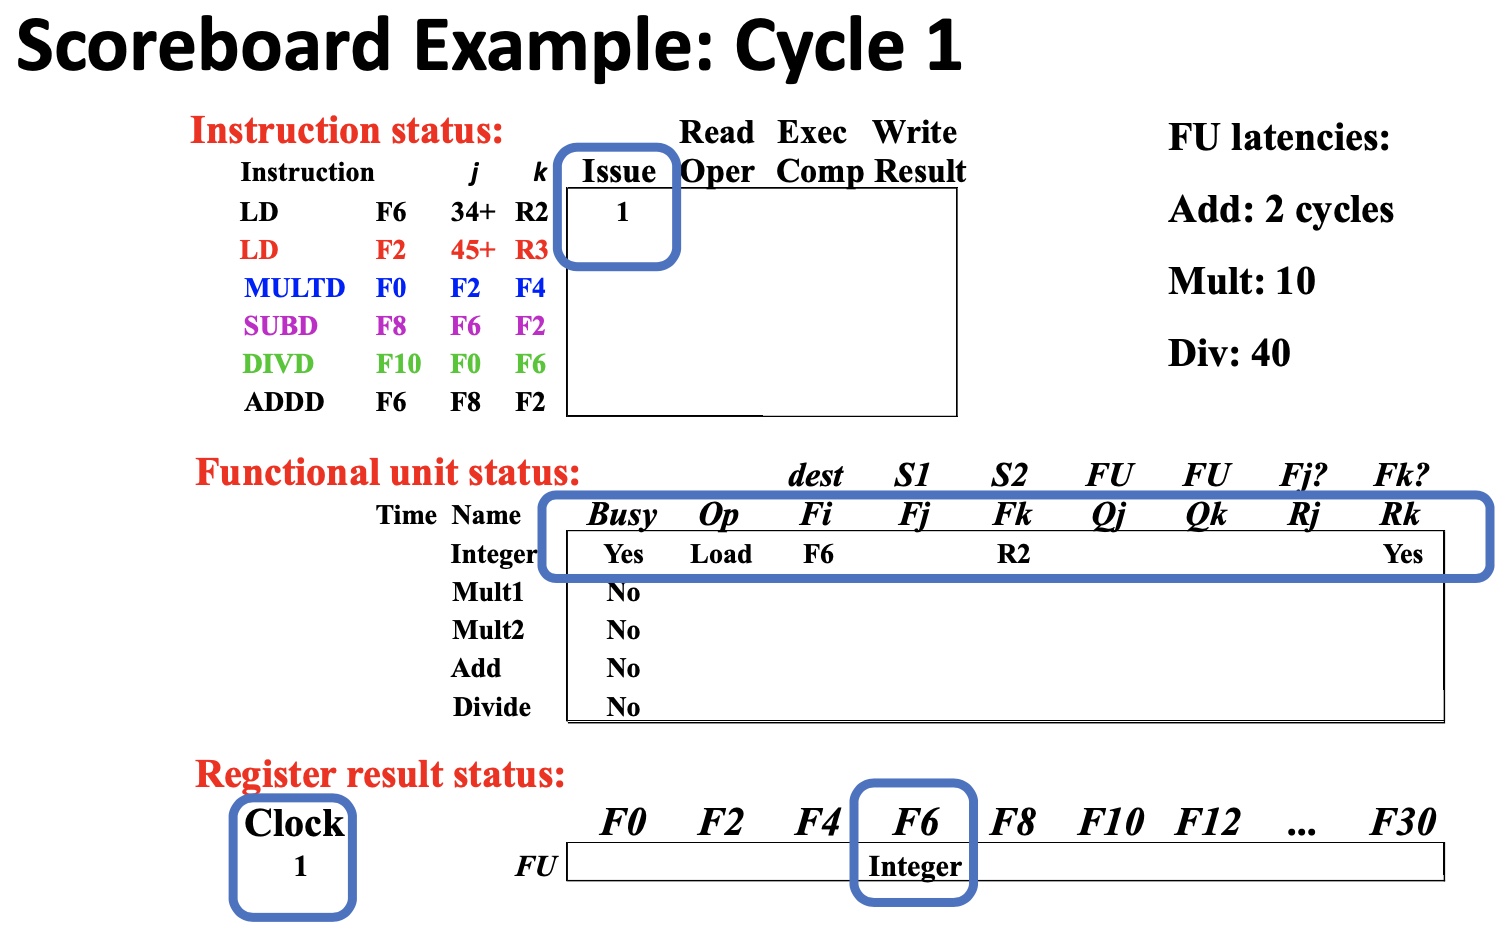 Scoreboard Example: Cycle 1
Instruction status:
Read Exec Write
Instruction j k Issue Oper Comp Result
LD F6 34+ R2 1
LD F2 45+ R3
MULTD F0 F2 F4
SUBD F8 F6 F2
DIVD F10 F0 F6
ADDD F6 F8 F2
FU latencies:
Add: 2 cycles
Mult: 10
Div: 40
Functional unit status:
dest S1 S2 FU FU Fj? Fk?
Time Name Busy Op Fi Fj Fk Qj Qk Rj Rk
Integer Yes Load F6 R2 Yes
Mult1 No
Mult2 No
Add No
Divide No
Register result status:
Clock F0 F2 F4 F6 F8 F10 F12 ... F30
1 FU Integer